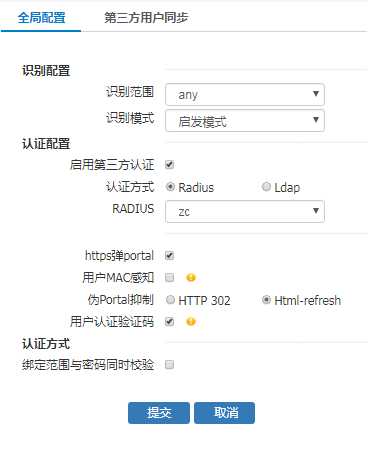 全局配置 第三方用户同步
识别配置
识别范围 any
识别模式 启发模式
认证配置
启用第三方认证
认证方式 Radius Ldap
RADIUS zc
https弹portal
用户MAC感知
伪Portal抑制 HTTP 302 Html-refresh
用户认证验证码
认证方式
绑定范围与密码同时校验
提交 取消